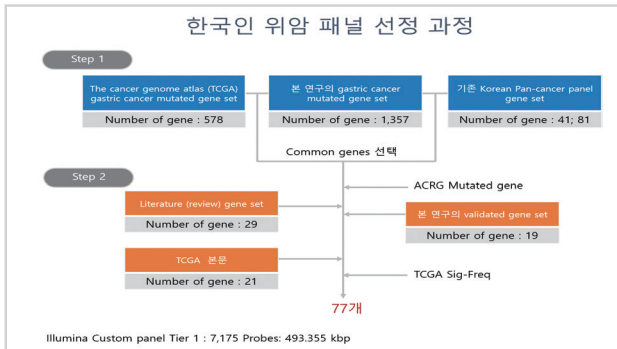 한국인 위암 패널 선정 과정
Step 1
The cancer genome atlas (TCGA)
gastric cancer mutated gene set
Number of gene : 578
본 연구의 gastric cancer
mutated gene set
Number of gene : 1,357
기존 Korean Pan-cancer panel
gene set
Number of gene : 41; 81
Common genes 선택
Step 2
ACRG Mutated gene
Literature (review) gene set
Number of gene : 29
본 연구의 validated gene set
Number of gene : 19
TCGA 본문
Number of gene : 21
TCGA Sig-Freq
77개
Illumina Custom panel Tier 1 : 7,175 Probes: 493.355 kbp